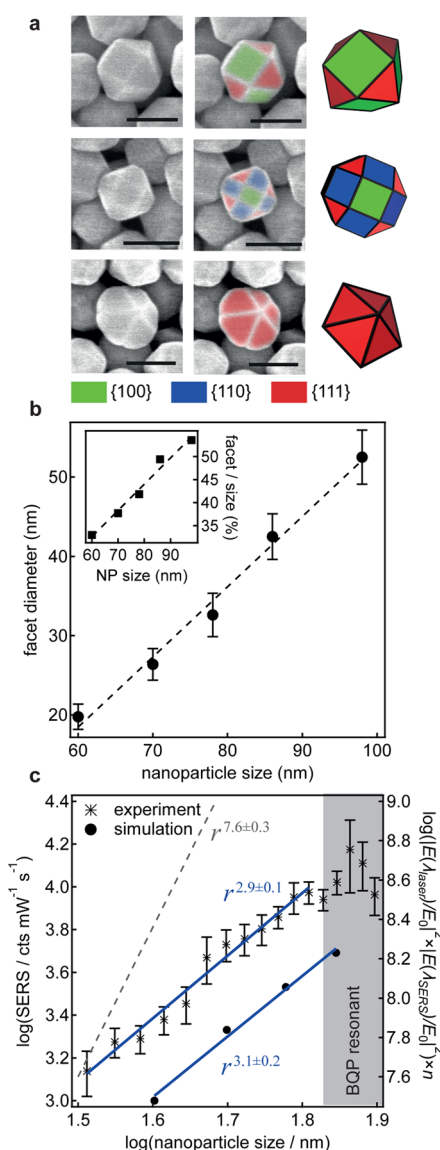 a
{100} {110} {111}
b
facet diameter (nm)
50
40
30
20
60 70 80 90 100
nanoparticle size (nm)
facet / size (%)
50
45
40
35
60 70 80 90
NP size (nm)
c
log(SERS / cts mW⁻¹ s⁻¹)
4.4
4.2
4.0
3.8
3.6
3.4
3.2
3.0
experiment
simulation
r^7.6±0.3
r^2.9±0.1
r^3.1±0.2
BQP resonant
9.0
8.8
8.6
8.4
8.2
8.0
7.8
7.6
log(|E(λ_laser)/E₀|²×|E(λ_SERS)/E₀|²)×n
1.5 1.6 1.7 1.8 1.9
log(nanoparticle size / nm)